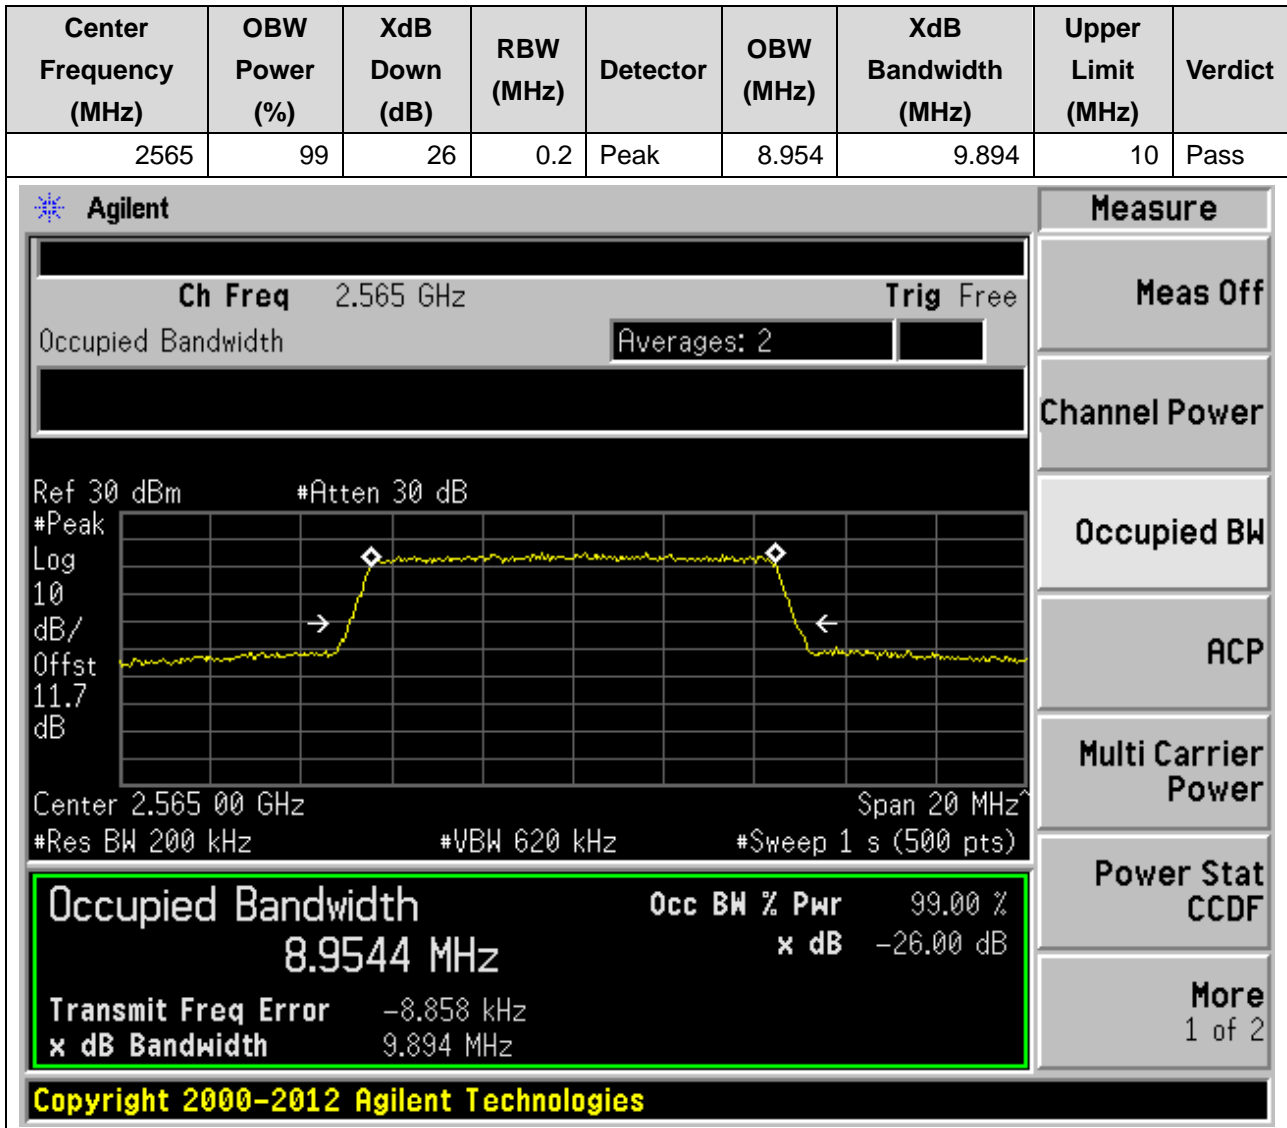 Center Frequency (MHz) OBW Power (%) XdB Down (dB) RBW (MHz) Detector OBW (MHz) XdB Bandwidth (MHz) Upper Limit (MHz) Verdict
2565 99 26 0.2 Peak 8.954 9.894 10 Pass
Agilent
Measure
Ch Freq 2.565 GHz Trig Free
Occupied Bandwidth Averages: 2
Ref 30 dBm #Atten 30 dB
#Peak
Log
10
dB/
Offst
11.7
dB
Center 2.565 00 GHz Span 20 MHz^
#Res BW 200 kHz #VBW 620 kHz #Sweep 1 s (500 pts)
Occupied Bandwidth Occ BW % Pwr 99.00 %
8.9544 MHz x dB -26.00 dB
Transmit Freq Error -8.858 kHz
x dB Bandwidth 9.894 MHz
Meas Off
Channel Power
Occupied BW
ACP
Multi Carrier
Power
Power Stat
CCDF
More
1 of 2
Copyright 2000-2012 Agilent Technologies